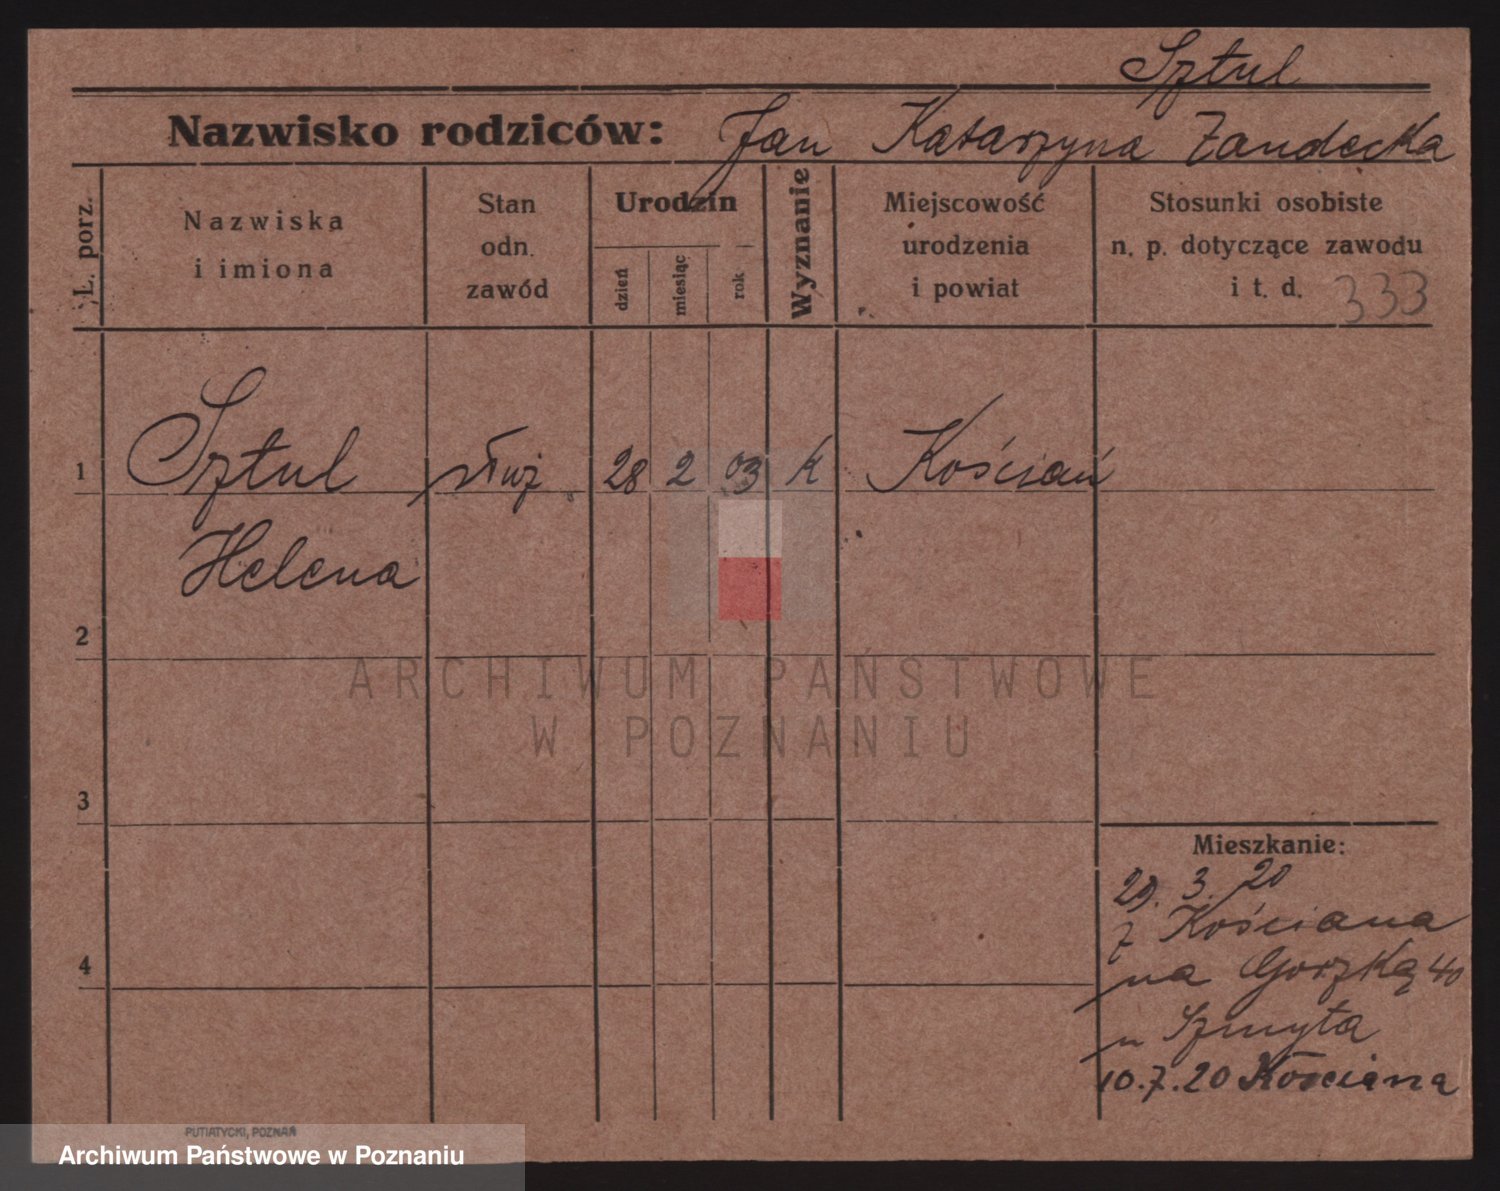 Sztul
Nazwisko rodziców: Jan Katarzyna Zandecka
L. porz.
Nazwiska
i imiona
Stan
odn.
zawód
Urodzin
dzień
miesiąc
rok
Wyznanie
Miejscowość
urodzenia
i powiat
Stosunki osobiste
n. p. dotyczące zawodu
i t. d.
333
1 Sztul służ 28 2 03 k Kościań
Helena
2
ARCHIWUM PAŃSTWOWE
W POZNANIU
3
Mieszkanie:
29. 3. 20
z Kościana
4
na Gorzką 40
u Szmyta
10.7.20 Kościana
PUTIATYCKI, POZNAŃ
Archiwum Państwowe w Poznaniu